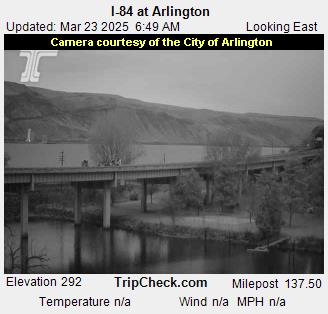 I-84 at Arlington
Updated: Mar 23 2025 6:49 AM Looking East
Camera courtesy of the City of Arlington
Elevation 292 TripCheck.com Milepost 137.50
Temperature n/a Wind n/a MPH n/a